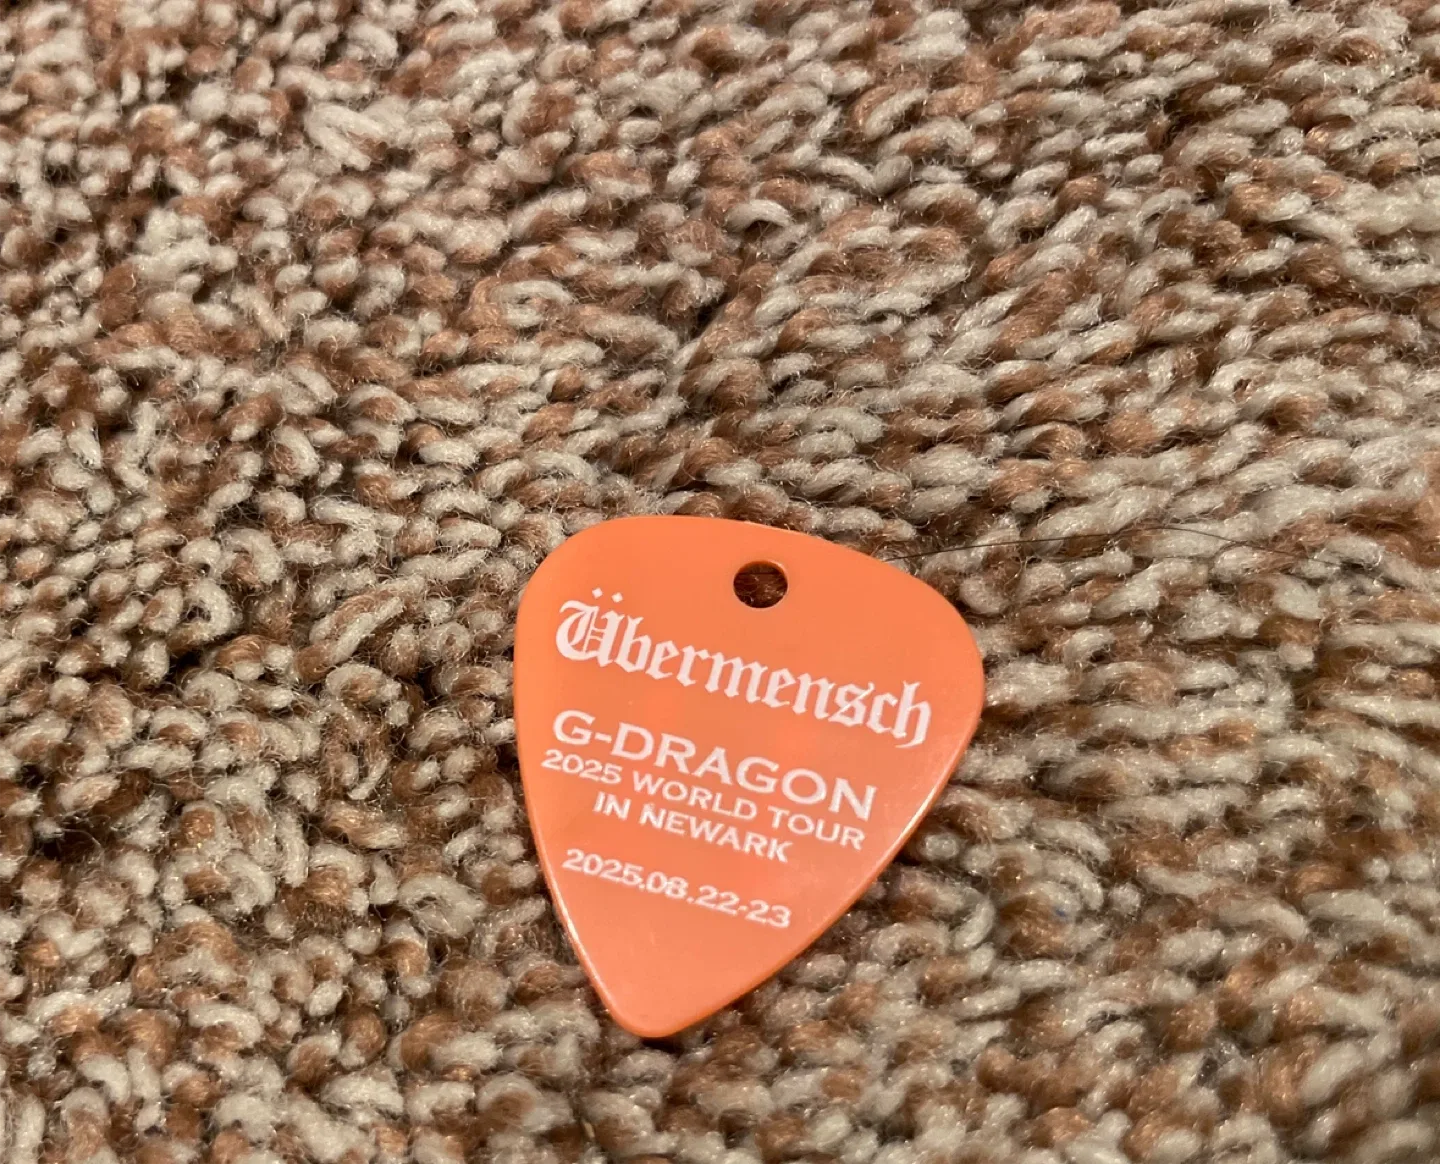 Übermensch
G-DRAGON
2025 WORLD TOUR
IN NEWARK
2025.08.22-23